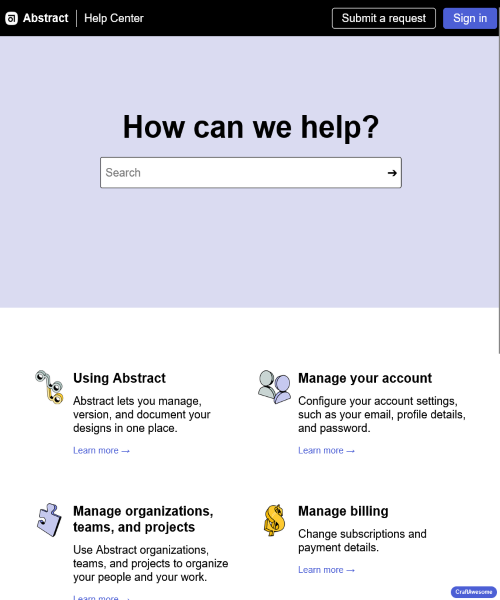 Abstract Help Center Submit a request Sign in
How can we help?
Search →
Using Abstract
Abstract lets you manage,
version, and document your
designs in one place.
Learn more →
Manage your account
Configure your account settings,
such as your email, profile details,
and password.
Learn more →
Manage organizations,
teams, and projects
Use Abstract organizations,
teams, and projects to organize
your people and your work.
Learn more →
Manage billing
Change subscriptions and
payment details.
Learn more →
CraftAwesome